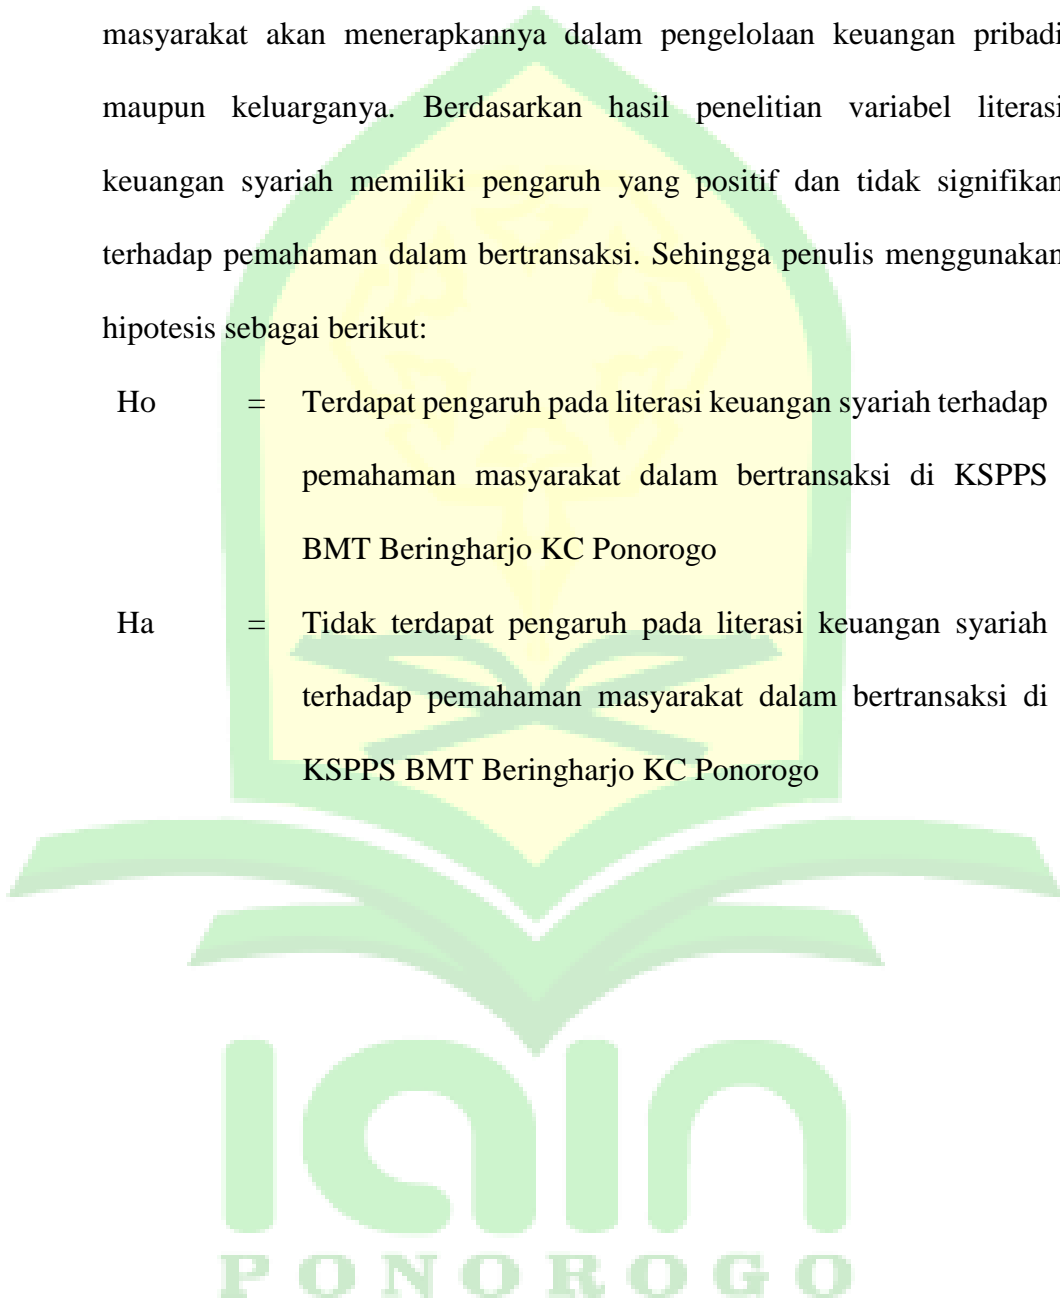 masyarakat akan menerapkannya dalam pengelolaan keuangan pribadi
maupun keluarganya. Berdasarkan hasil penelitian variabel literasi
keuangan syariah memiliki pengaruh yang positif dan tidak signifikan
terhadap pemahaman dalam bertransaksi. Sehingga penulis menggunakan
hipotesis sebagai berikut:
Ho = Terdapat pengaruh pada literasi keuangan syariah terhadap
pemahaman masyarakat dalam bertransaksi di KSPPS
BMT Beringharjo KC Ponorogo
Ha = Tidak terdapat pengaruh pada literasi keuangan syariah
terhadap pemahaman masyarakat dalam bertransaksi di
KSPPS BMT Beringharjo KC Ponorogo
iain
PONOROGO